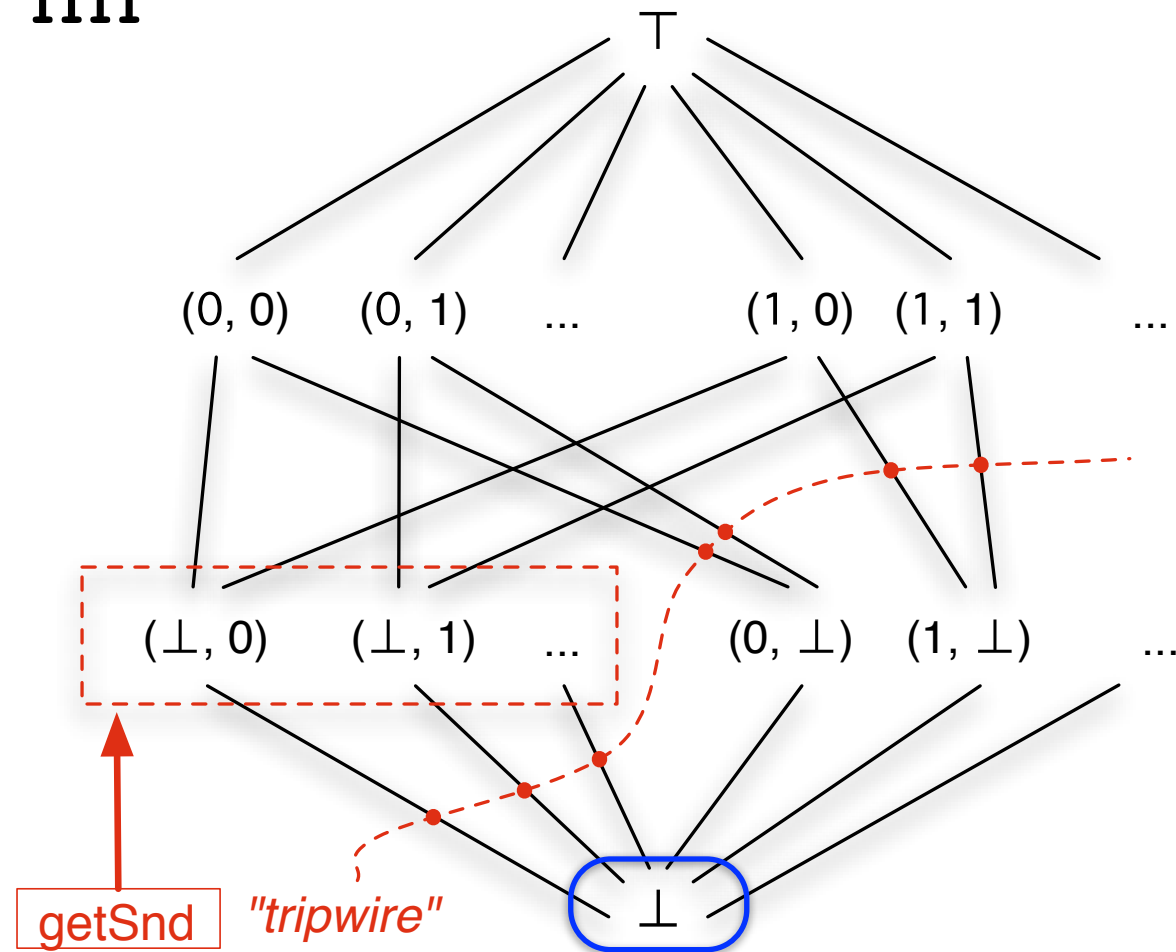 ⊤
(0, 0) (0, 1) ... (1, 0) (1, 1) ...
(⊥, 0) (⊥, 1) ... (0, ⊥) (1, ⊥) ...
⊥
getSnd "tripwire"